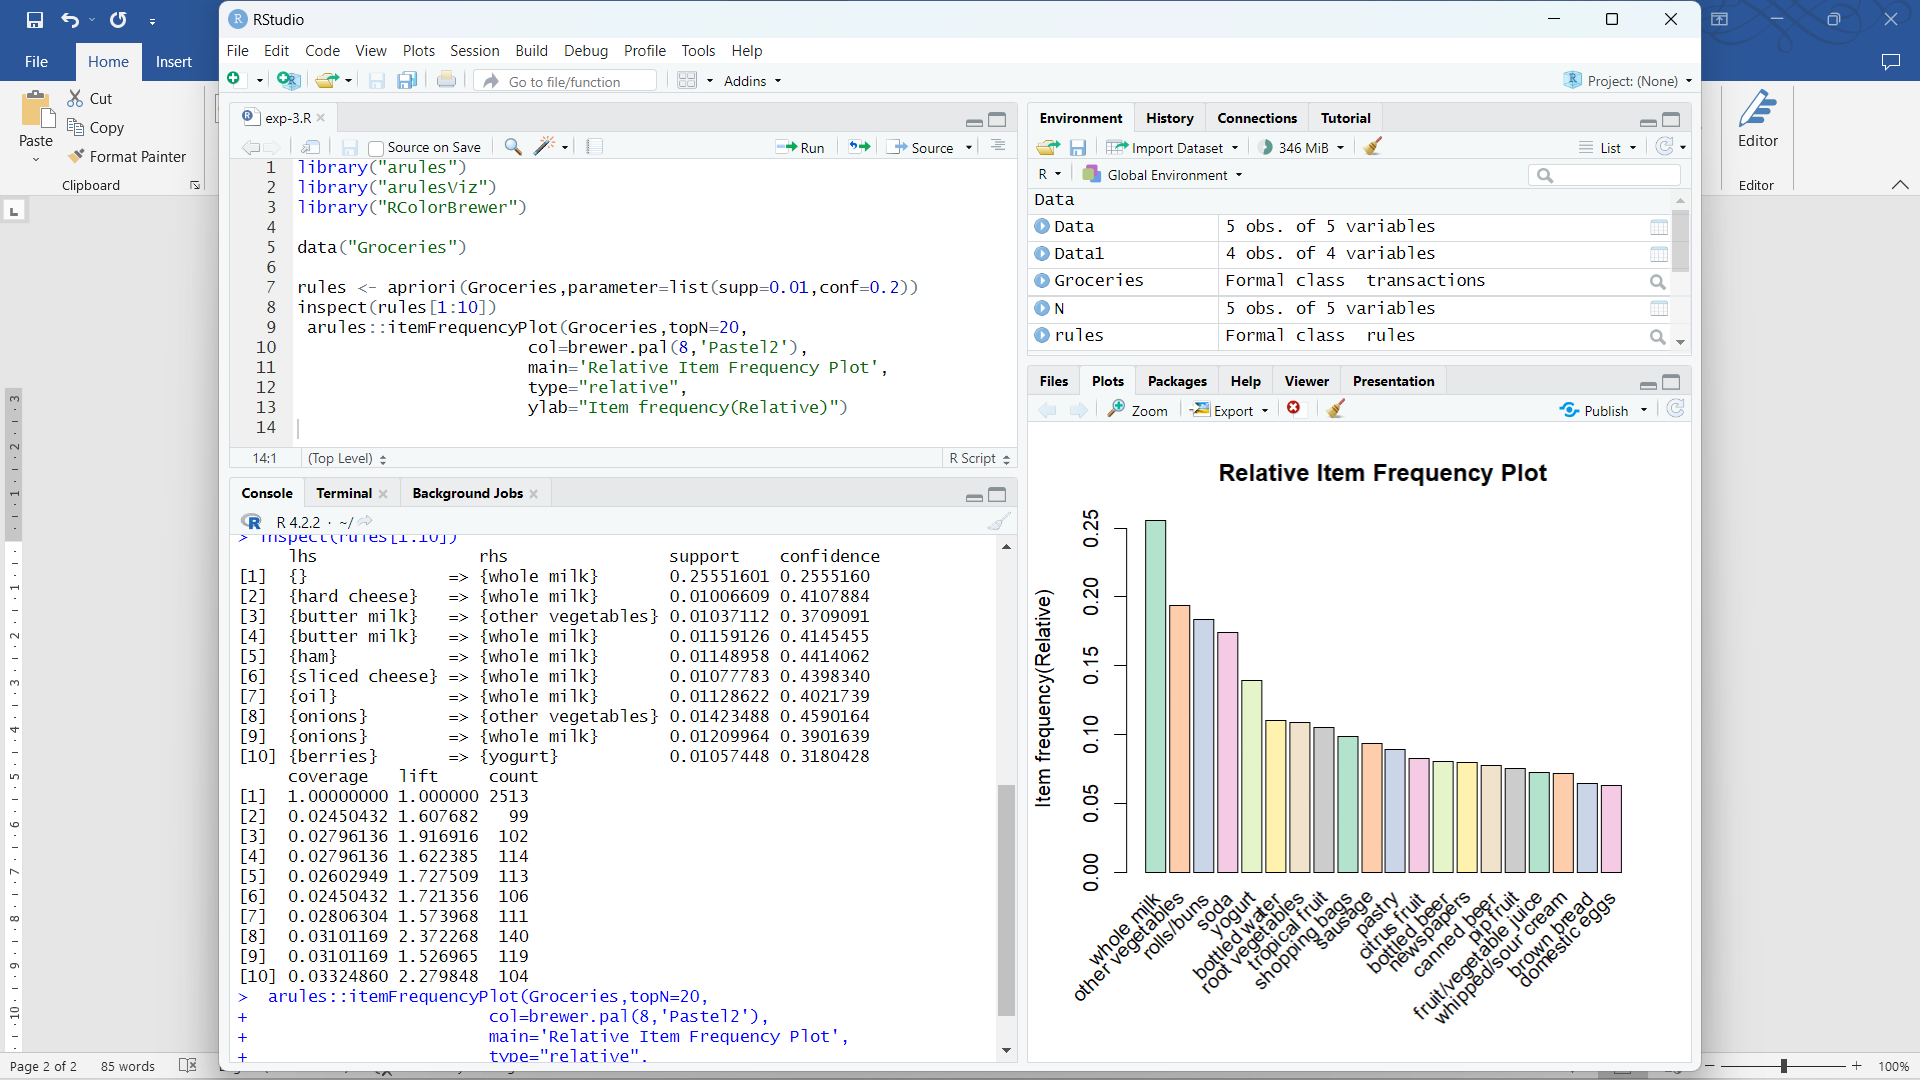 RStudio
File Edit Code View Plots Session Build Debug Profile Tools Help
Go to file/function Addins Project: (None)
File Home Insert
Cut
Copy
Paste
Format Painter
Clipboard
Editor
Editor
exp-3.R
Source on Save Run Source
1 library("arules")
2 library("arulesViz")
3 library("RColorBrewer")
4
5 data("Groceries")
6
7 rules <- apriori(Groceries,parameter=list(supp=0.01,conf=0.2))
8 inspect(rules[1:10])
9 arules::itemFrequencyPlot(Groceries,topN=20,
10 col=brewer.pal(8,'Pastel2'),
11 main='Relative Item Frequency Plot',
12 type="relative",
13 ylab="Item frequency(Relative)")
14
14:1 (Top Level) R Script
Console Terminal Background Jobs
R 4.2.2 · ~/
> inspect(rules[1:10])
lhs rhs support confidence
[1] {} => {whole milk} 0.25551601 0.2555160
[2] {hard cheese} => {whole milk} 0.01006609 0.4107884
[3] {butter milk} => {other vegetables} 0.01037112 0.3709091
[4] {butter milk} => {whole milk} 0.01159126 0.4145455
[5] {ham} => {whole milk} 0.01148958 0.4414062
[6] {sliced cheese} => {whole milk} 0.01077783 0.4398340
[7] {oil} => {whole milk} 0.01128622 0.4021739
[8] {onions} => {other vegetables} 0.01423488 0.4590164
[9] {onions} => {whole milk} 0.01209964 0.3901639
[10] {berries} => {yogurt} 0.01057448 0.3180428
coverage lift count
[1] 1.00000000 1.000000 2513
[2] 0.02450432 1.607682 99
[3] 0.02796136 1.916916 102
[4] 0.02796136 1.622385 114
[5] 0.02602949 1.727509 113
[6] 0.02450432 1.721356 106
[7] 0.02806304 1.573968 111
[8] 0.03101169 2.372268 140
[9] 0.03101169 1.526965 119
[10] 0.03324860 2.279848 104
> arules::itemFrequencyPlot(Groceries,topN=20,
+ col=brewer.pal(8,'Pastel2'),
+ main='Relative Item Frequency Plot',
+ type="relative",
Environment History Connections Tutorial
Import Dataset 346 MiB List
R Global Environment
Data
Data 5 obs. of 5 variables
Data1 4 obs. of 4 variables
Groceries Formal class transactions
N 5 obs. of 5 variables
rules Formal class rules
Files Plots Packages Help Viewer Presentation
Zoom Export Publish
Relative Item Frequency Plot
Item frequency(Relative)
0.25
0.20
0.15
0.10
0.05
0.00
whole milk
other vegetables
rolls/buns
soda
yogurt
bottled water
root vegetables
tropical fruit
shopping bags
sausage
pastry
citrus fruit
bottled beer
newspapers
canned beer
pip fruit
fruit/vegetable juice
whipped/sour cream
brown bread
domestic eggs
Page 2 of 2 85 words 100%